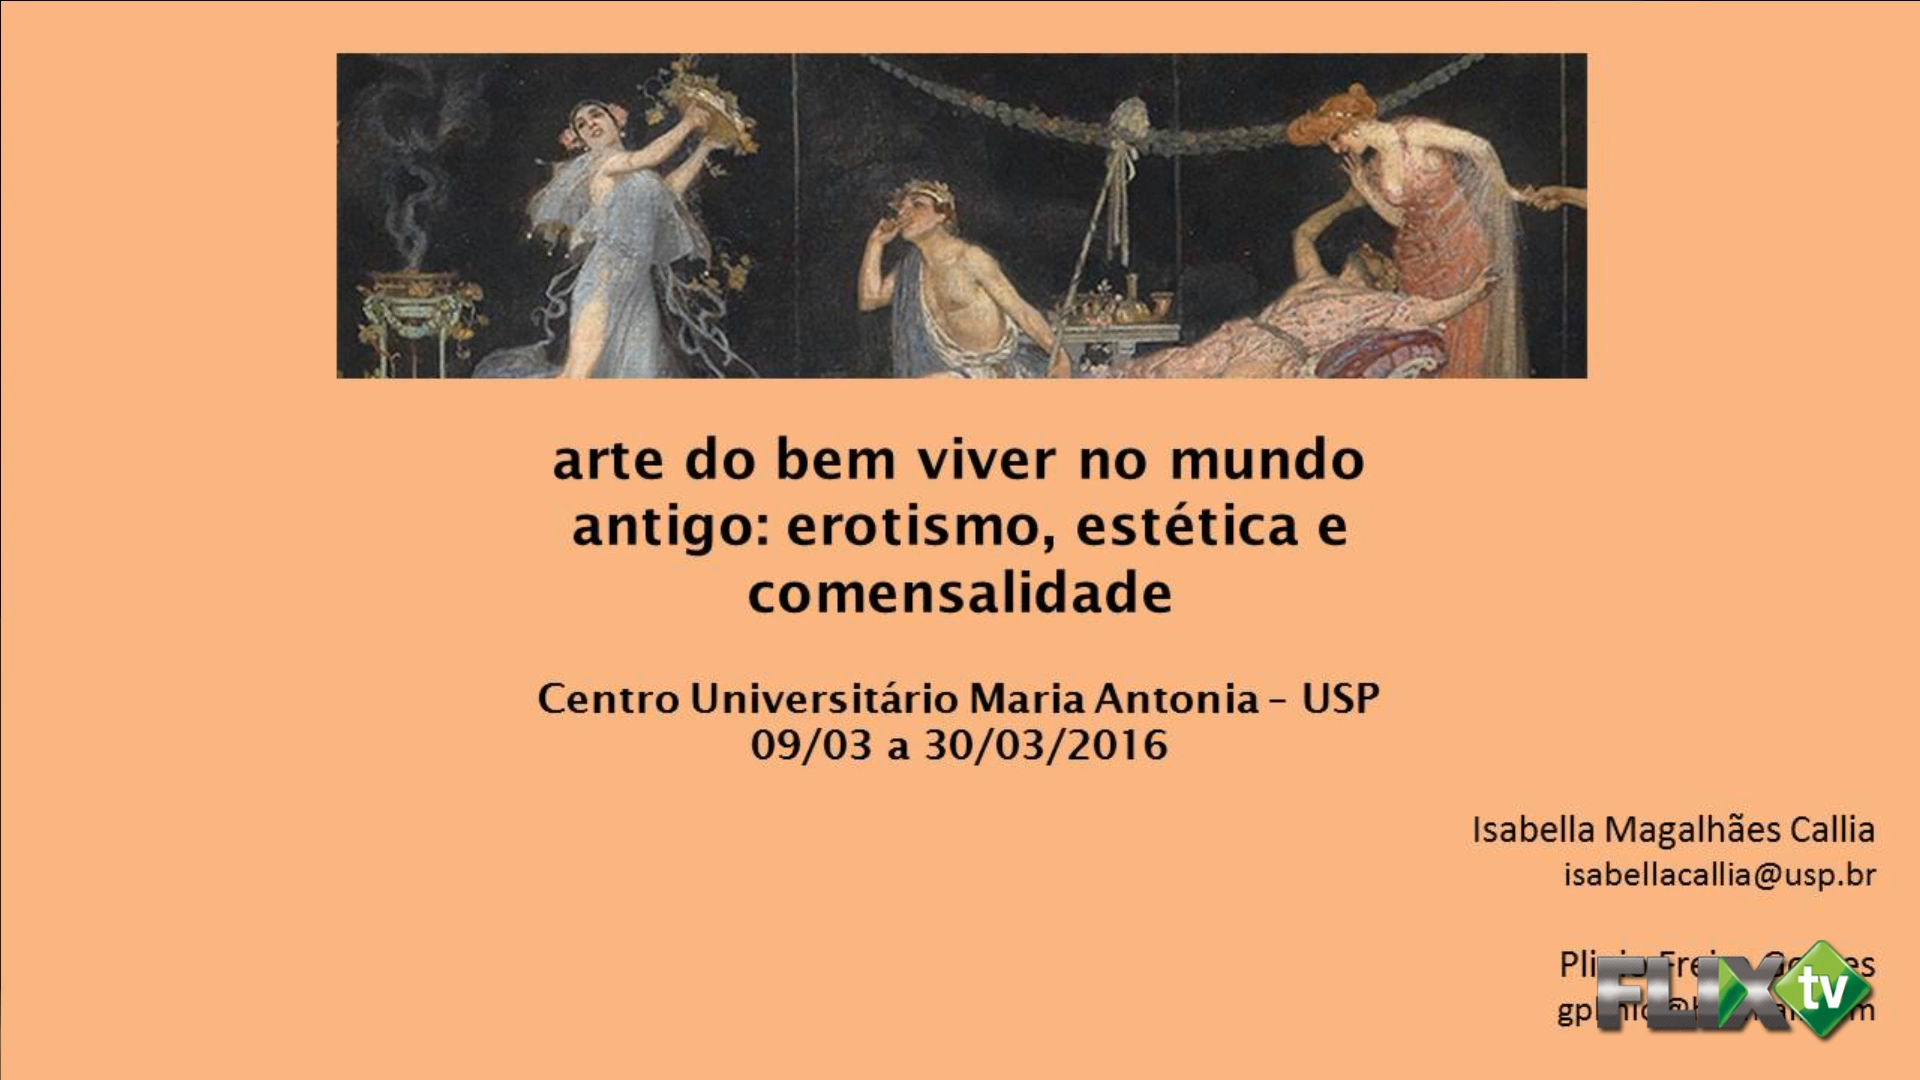 arte do bem viver no mundo
antigo: erotismo, estética e
comensalidade
Centro Universitário Maria Antonia – USP
09/03 a 30/03/2016
Isabella Magalhães Callia
isabellacallia@usp.br
FLIX tv